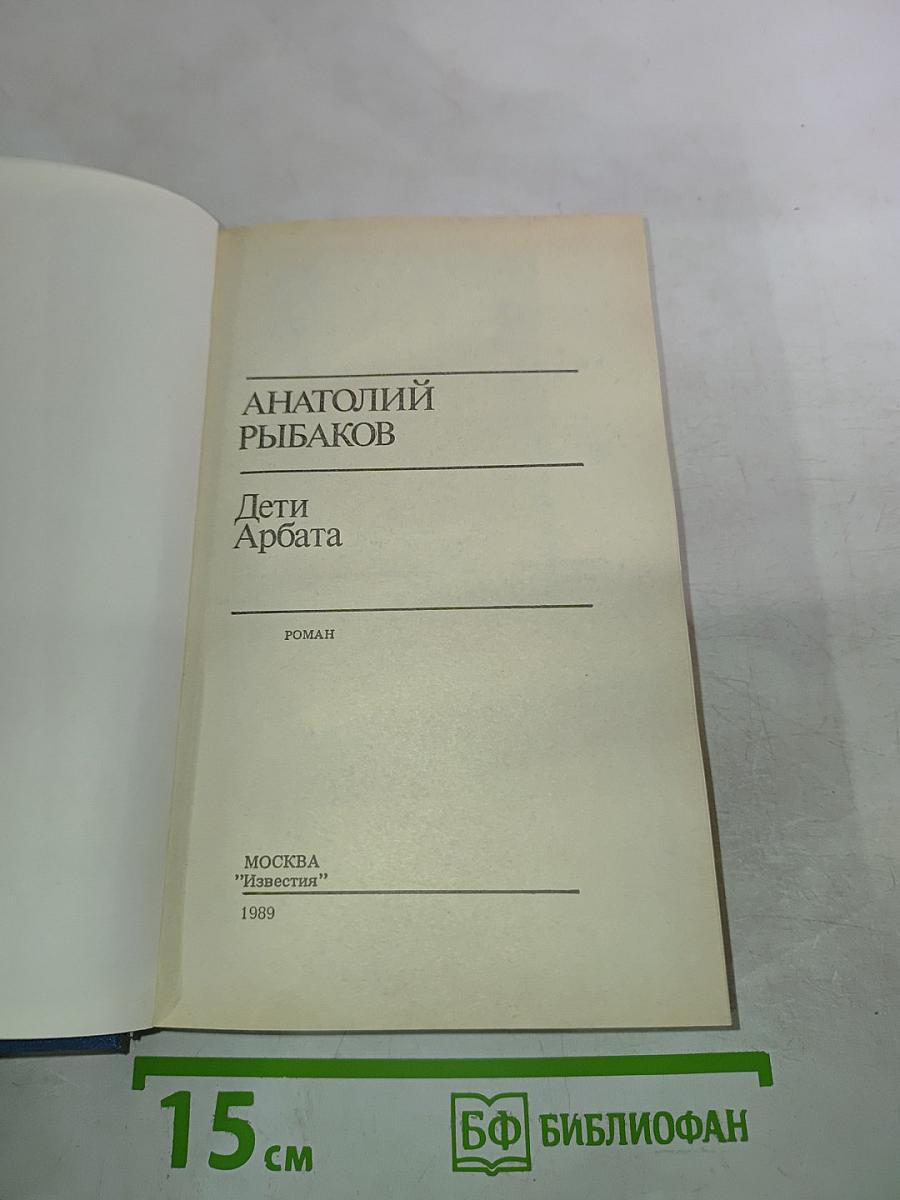 АНАТОЛИЙ
РЫБАКОВ
Дети
Арбата
РОМАН
МОСКВА
"Известия"
1989
15 см
БФ БИБЛИОФАН